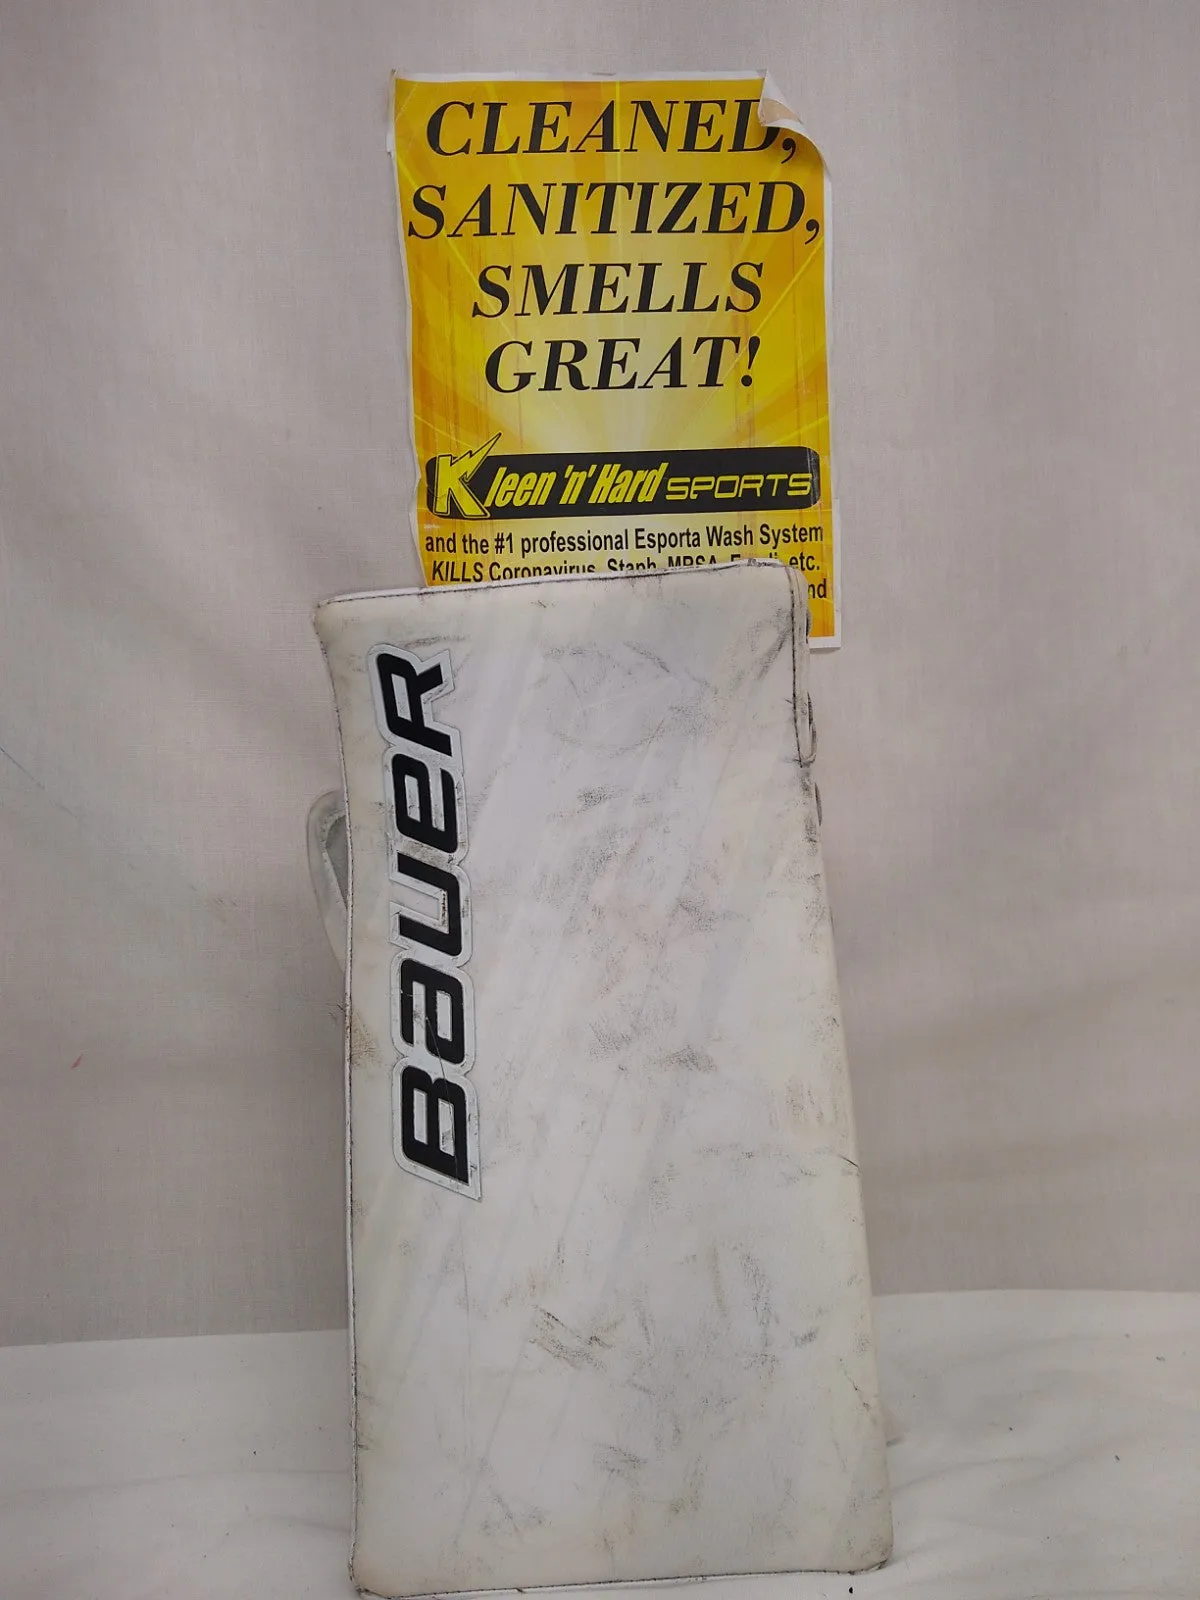 CLEANED,
SANITIZED,
SMELLS
GREAT!
Kleen 'n' Hard SPORTS
and the #1 professional Esporta Wash System
KILLS Coronavirus, Staph, MRSA, etc.
BaUeR